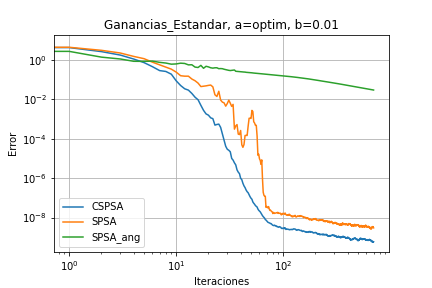 Ganancias_Estandar, a=optim, b=0.01
Error
10^0
10^-2
10^-4
10^-6
10^-8
CSPSA
SPSA
SPSA_ang
10^0
10^1
10^2
Iteraciones